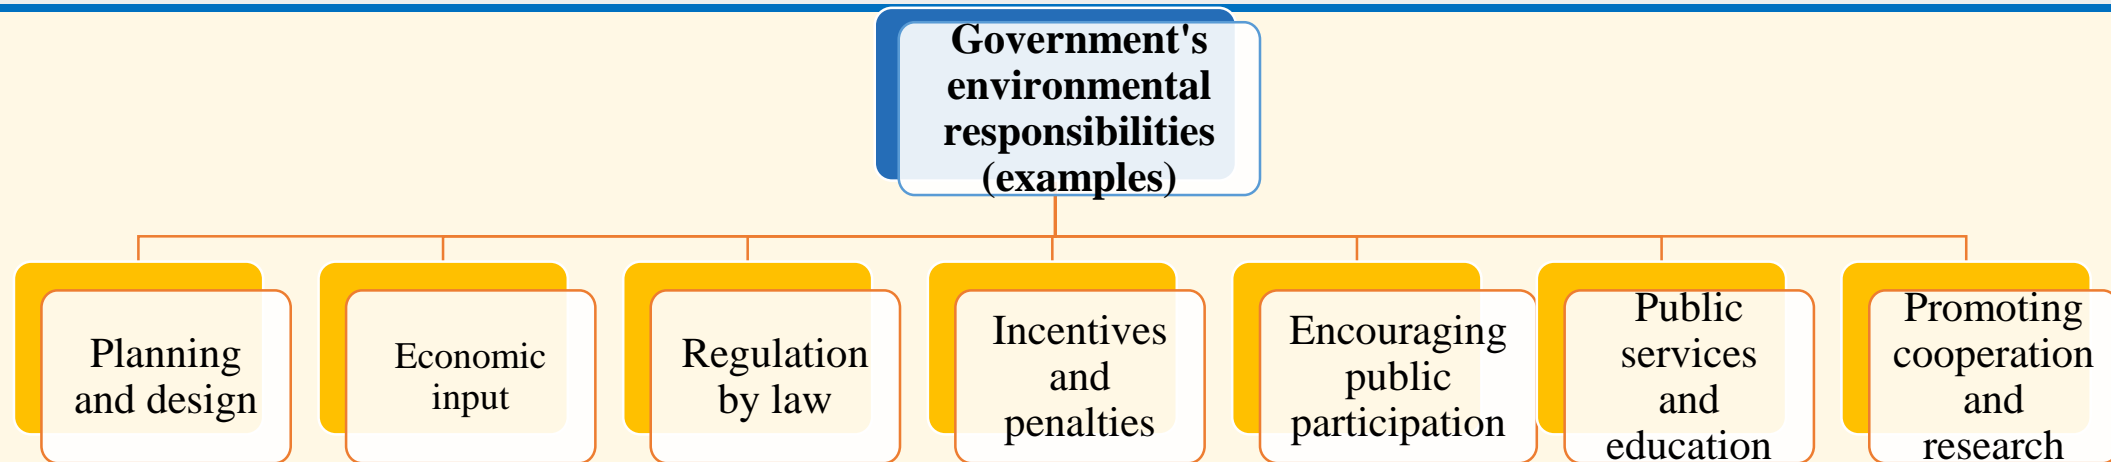 Government's
environmental
responsibilities
(examples)
Planning
and design
Economic
input
Regulation
by law
Incentives
and
penalties
Encouraging
public
participation
Public
services
and
education
Promoting
cooperation
and
research